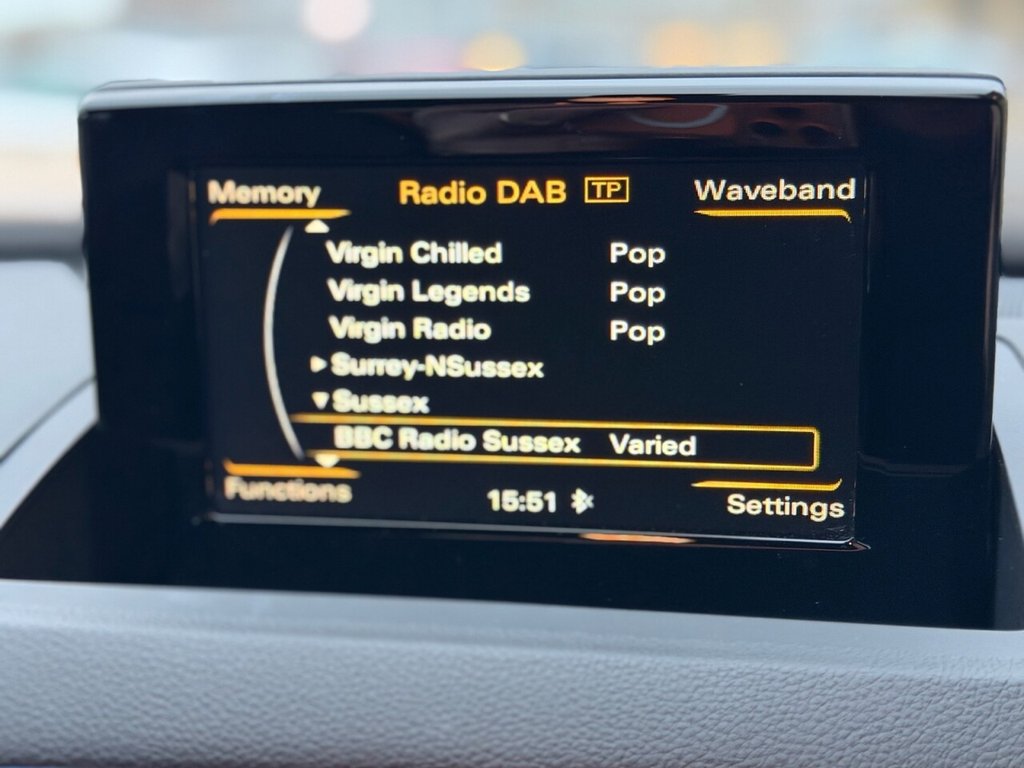 Memory Radio DAB TP Waveband
Virgin Chilled Pop
Virgin Legends Pop
Virgin Radio Pop
Surrey-NSussex
Sussex
BBC Radio Sussex Varied
Functions 15:51 Settings